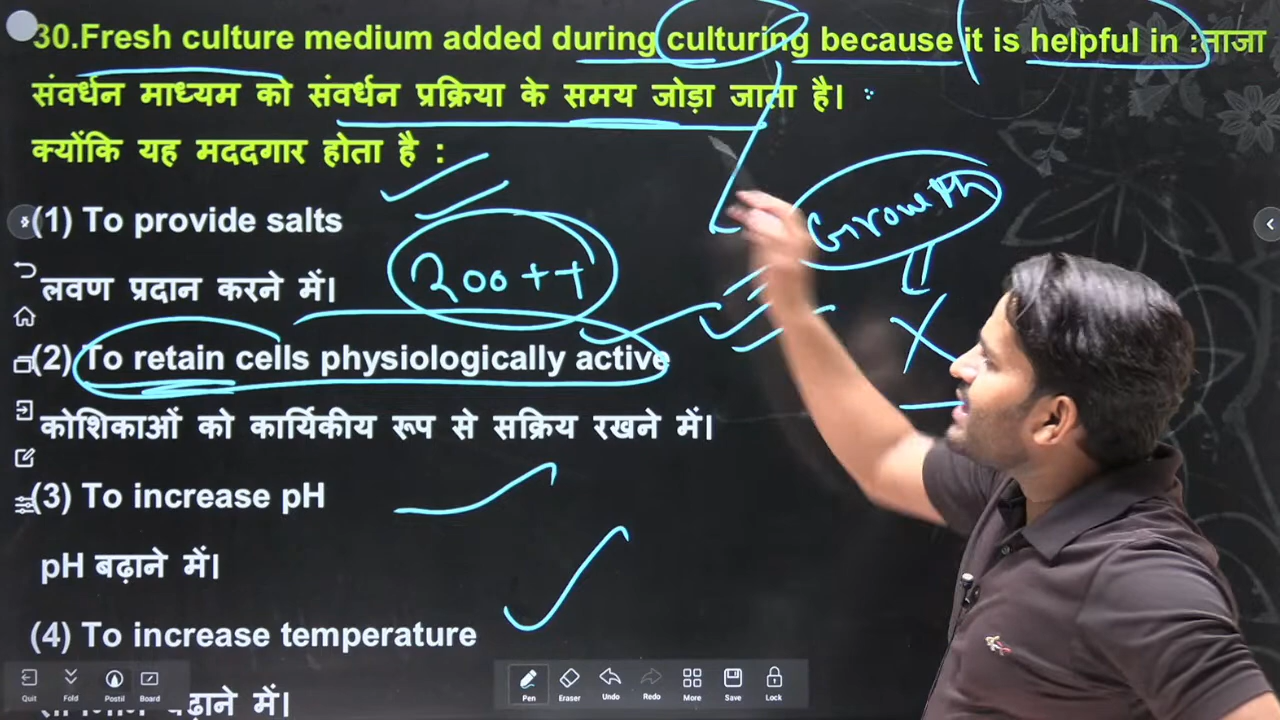 30.Fresh culture medium added during culturing because it is helpful in :ताजा
संवर्धन माध्यम को संवर्धन प्रक्रिया के समय जोड़ा जाता है।
क्योंकि यह मददगार होता है :
Growth
(1) To provide salts
200++
लवण प्रदान करने में।
(2) To retain cells physiologically active
कोशिकाओं को कार्यिकीय रूप से सक्रिय रखने में।
(3) To increase pH
pH बढ़ाने में।
(4) To increase temperature
बढ़ाने में।
Quit Fold Postil Board Pen Eraser Undo Redo More Save Lock